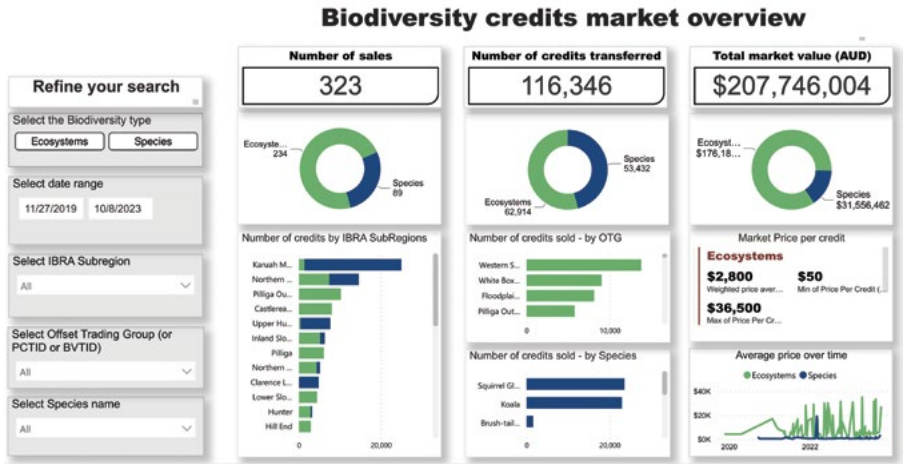 Biodiversity credits market overview
Refine your search
Select the Biodiversity type
Ecosystems Species
Select date range
11/27/2019 10/8/2023
Select IBRA Subregion
All
Select Offset Trading Group (or
PCTID or BVTID)
All
Select Species name
All
Number of sales
323
Ecosyste...
234
Species
89
Number of credits transferred
116,346
Species
53,432
Ecosystems
62,914
Total market value (AUD)
$207,746,004
Ecosyst...
$176,18...
Species
$31,556,462
Number of credits by IBRA SubRegions
Karuah M...
Northern ...
Pilliga Ou...
Castlerea...
Upper Hu...
Inland Slo...
Pilliga
Northern ...
Clarence L...
Lower Slo...
Hunter
Hill End
0 20,000
Number of credits sold - by OTG
Western S...
White Box...
Floodplai...
Pilliga Out...
0 10,000
Number of credits sold - by Species
Squirrel Gl...
Koala
Brush-tail...
0 20,000
Market Price per credit
Ecosystems
$2,800 $50
Weighted price aver... Min of Price Per Credit (...
$36,500
Max of Price Per Cr...
Average price over time
Ecosystems Species
$40K
$20K
$0K
2020 2022